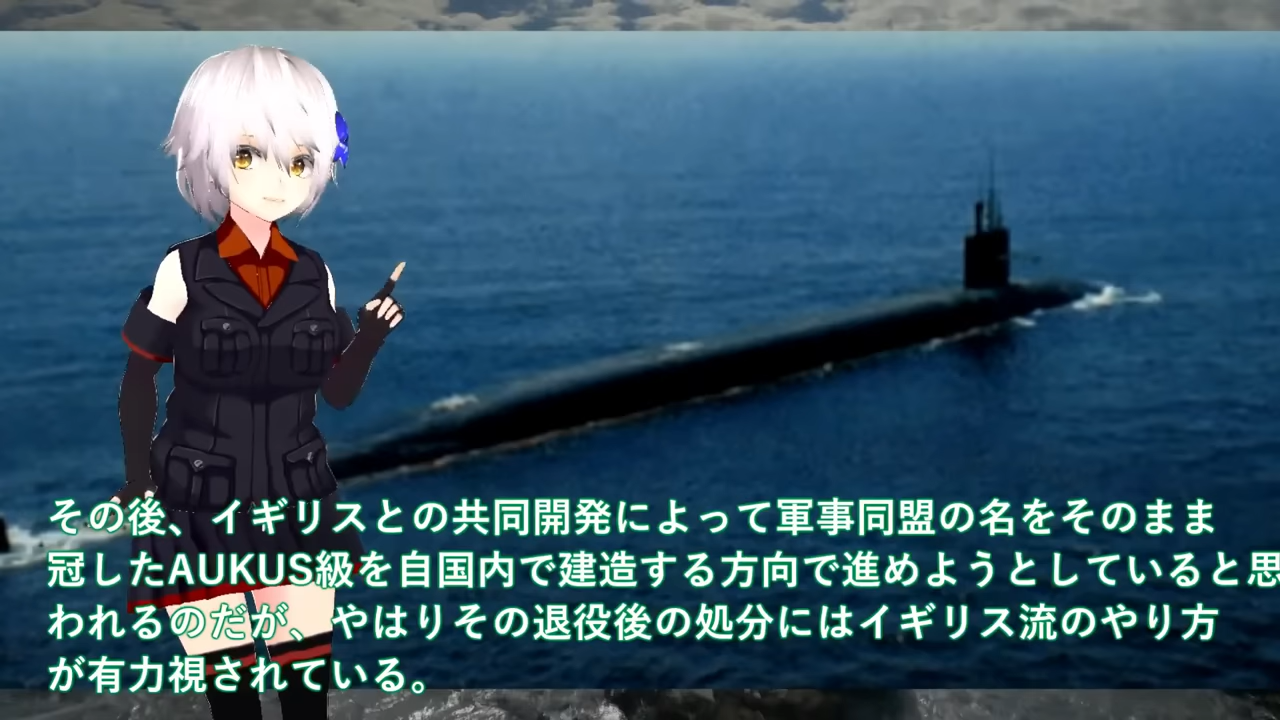 その後、イギリスとの共同開発によって軍事同盟の名をそのまま
冠したAUKUS級を自国内で建造する方向で進めようとしていると思
われるのだが、やはりその退役後の処分にはイギリス流のやり方
が有力視されている。